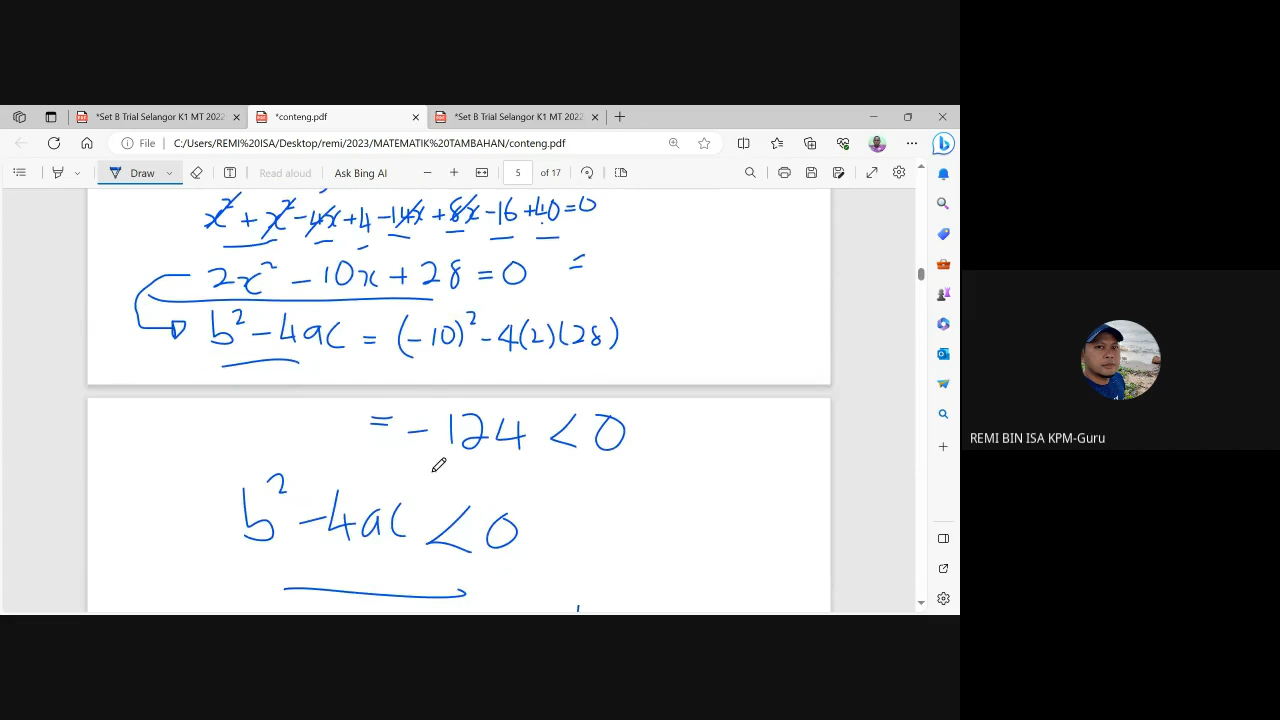 *Set B Trial Selangor K1 MT 2022
*conteng.pdf
*Set B Trial Selangor K1 MT 2022
File
C:/Users/REMI%20ISA/Desktop/remi/2023/MATEMATIK%20TAMBAHAN/conteng.pdf
Draw
Read aloud
Ask Bing AI
5 of 17
x² + x² - 4x + 4 - 14x + 8x - 16 + 40 = 0
2x² - 10x + 28 = 0 =
b² - 4ac = (-10)² - 4(2)(28)
= -124 < 0
b² - 4ac < 0
REMI BIN ISA KPM-Guru